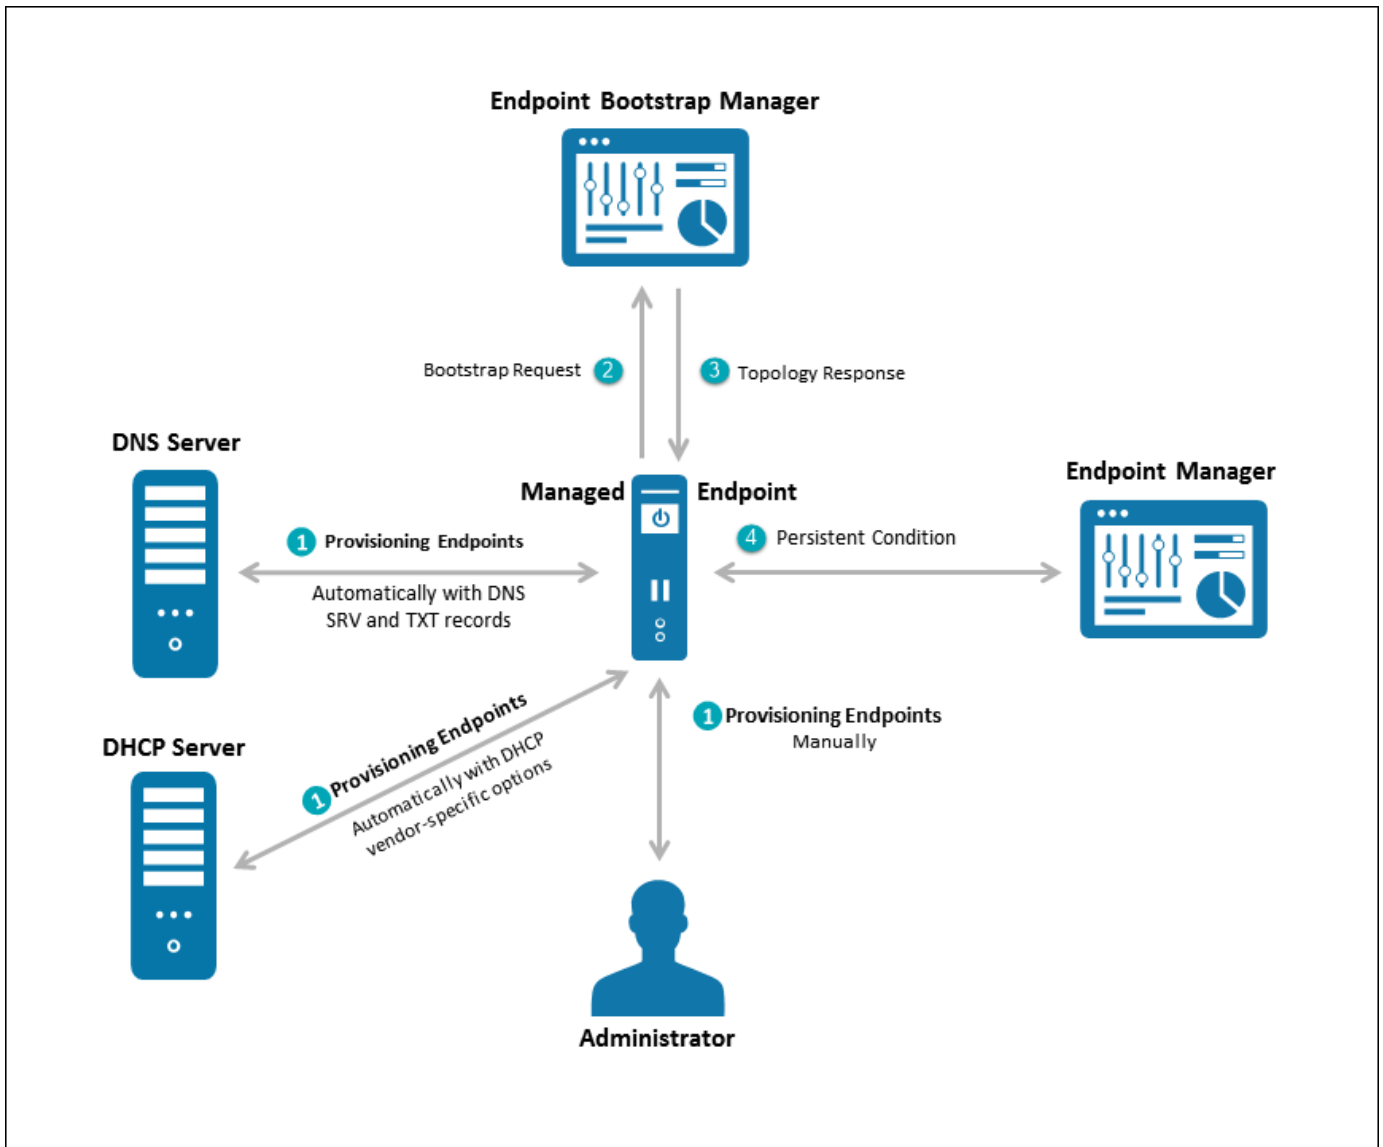 Endpoint Bootstrap Manager
Bootstrap Request 2
3 Topology Response
DNS Server
Endpoint Manager
Managed Endpoint
1 Provisioning Endpoints
Automatically with DNS
SRV and TXT records
4 Persistent Condition
DHCP Server
1 Provisioning Endpoints
Automatically with DHCP
vendor-specific options
1 Provisioning Endpoints
Manually
Administrator